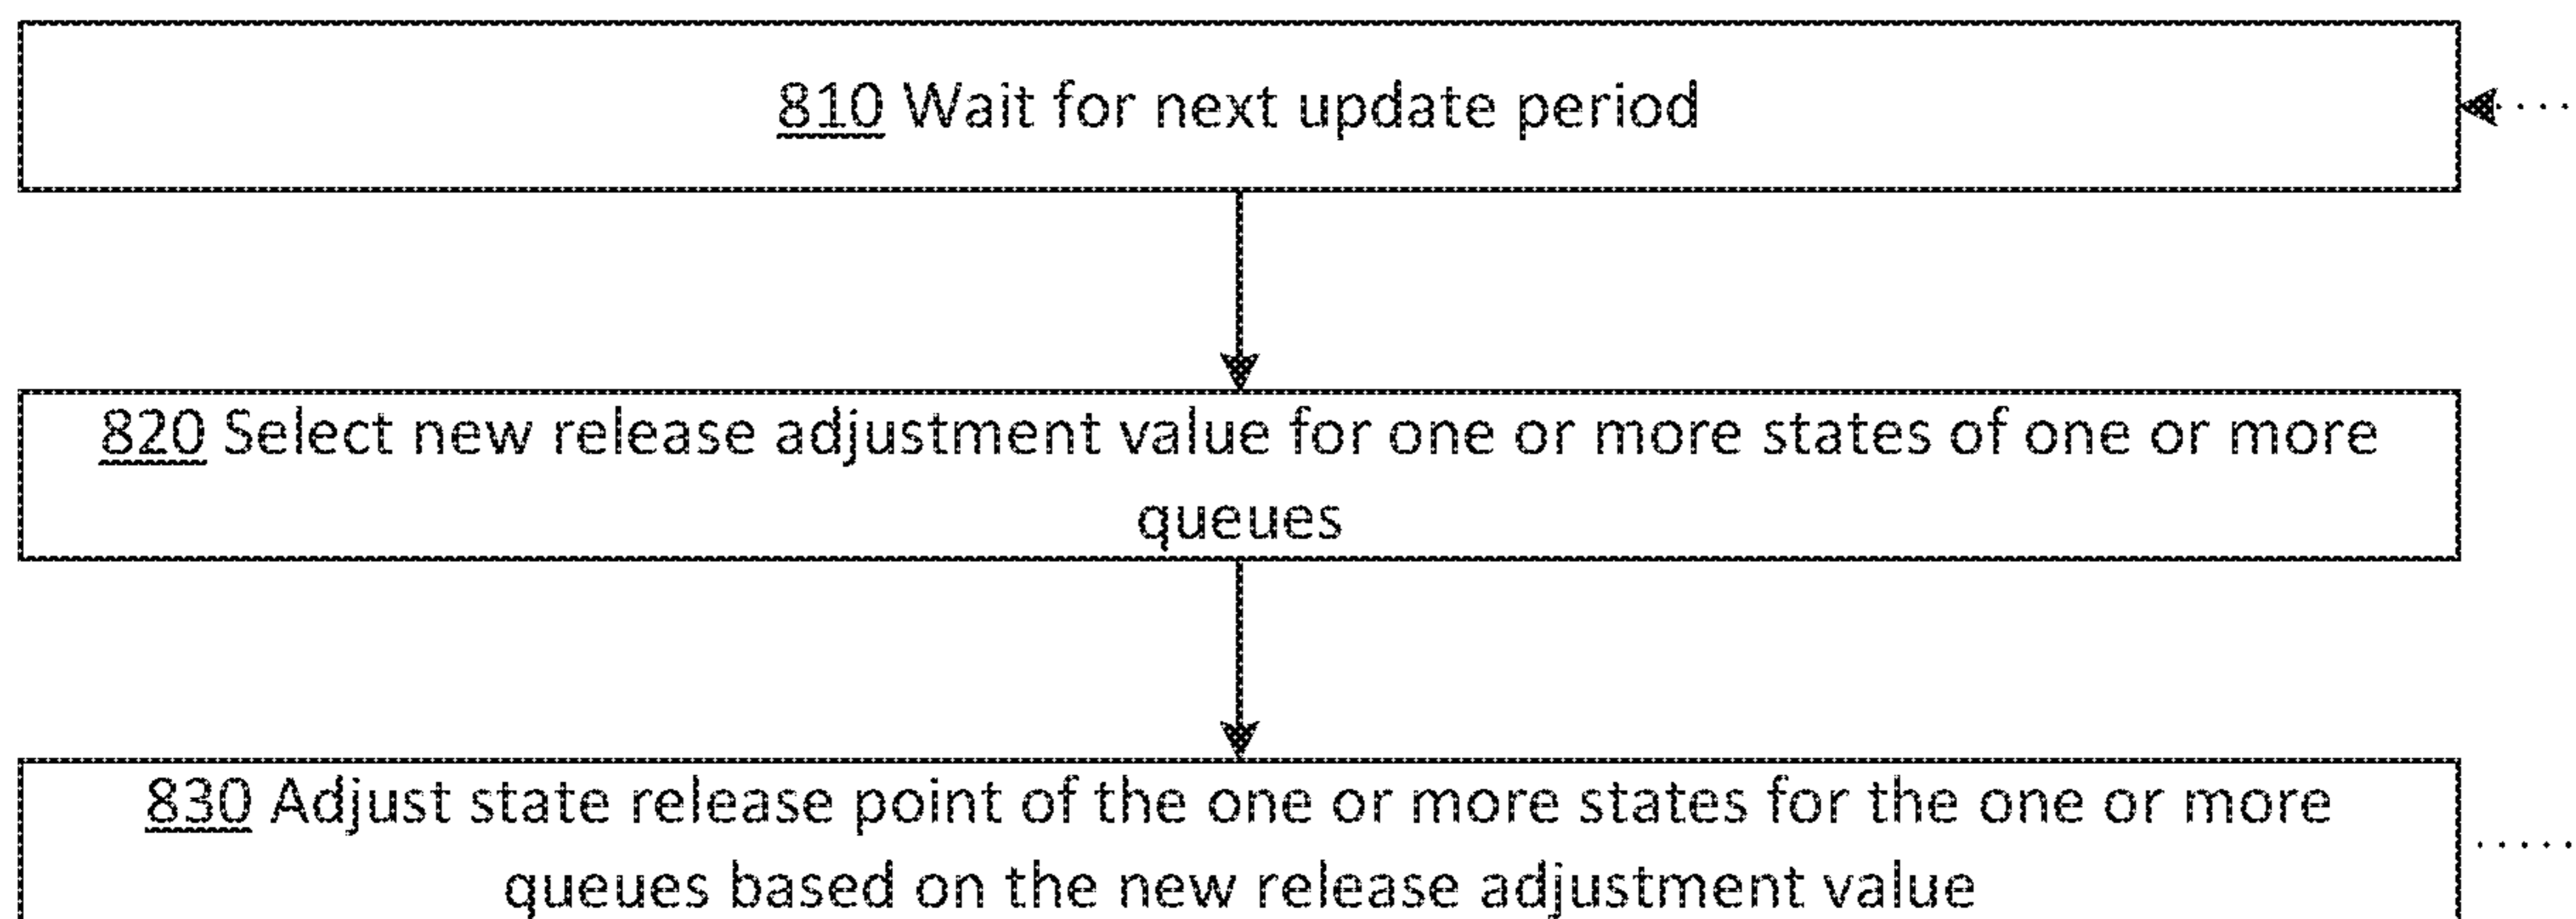 810 Wait for next update period
820 Select new release adjustment value for one or more states of one or more
queues
830 Adjust state release point of the one or more states for the one or more
queues based on the new release adjustment value